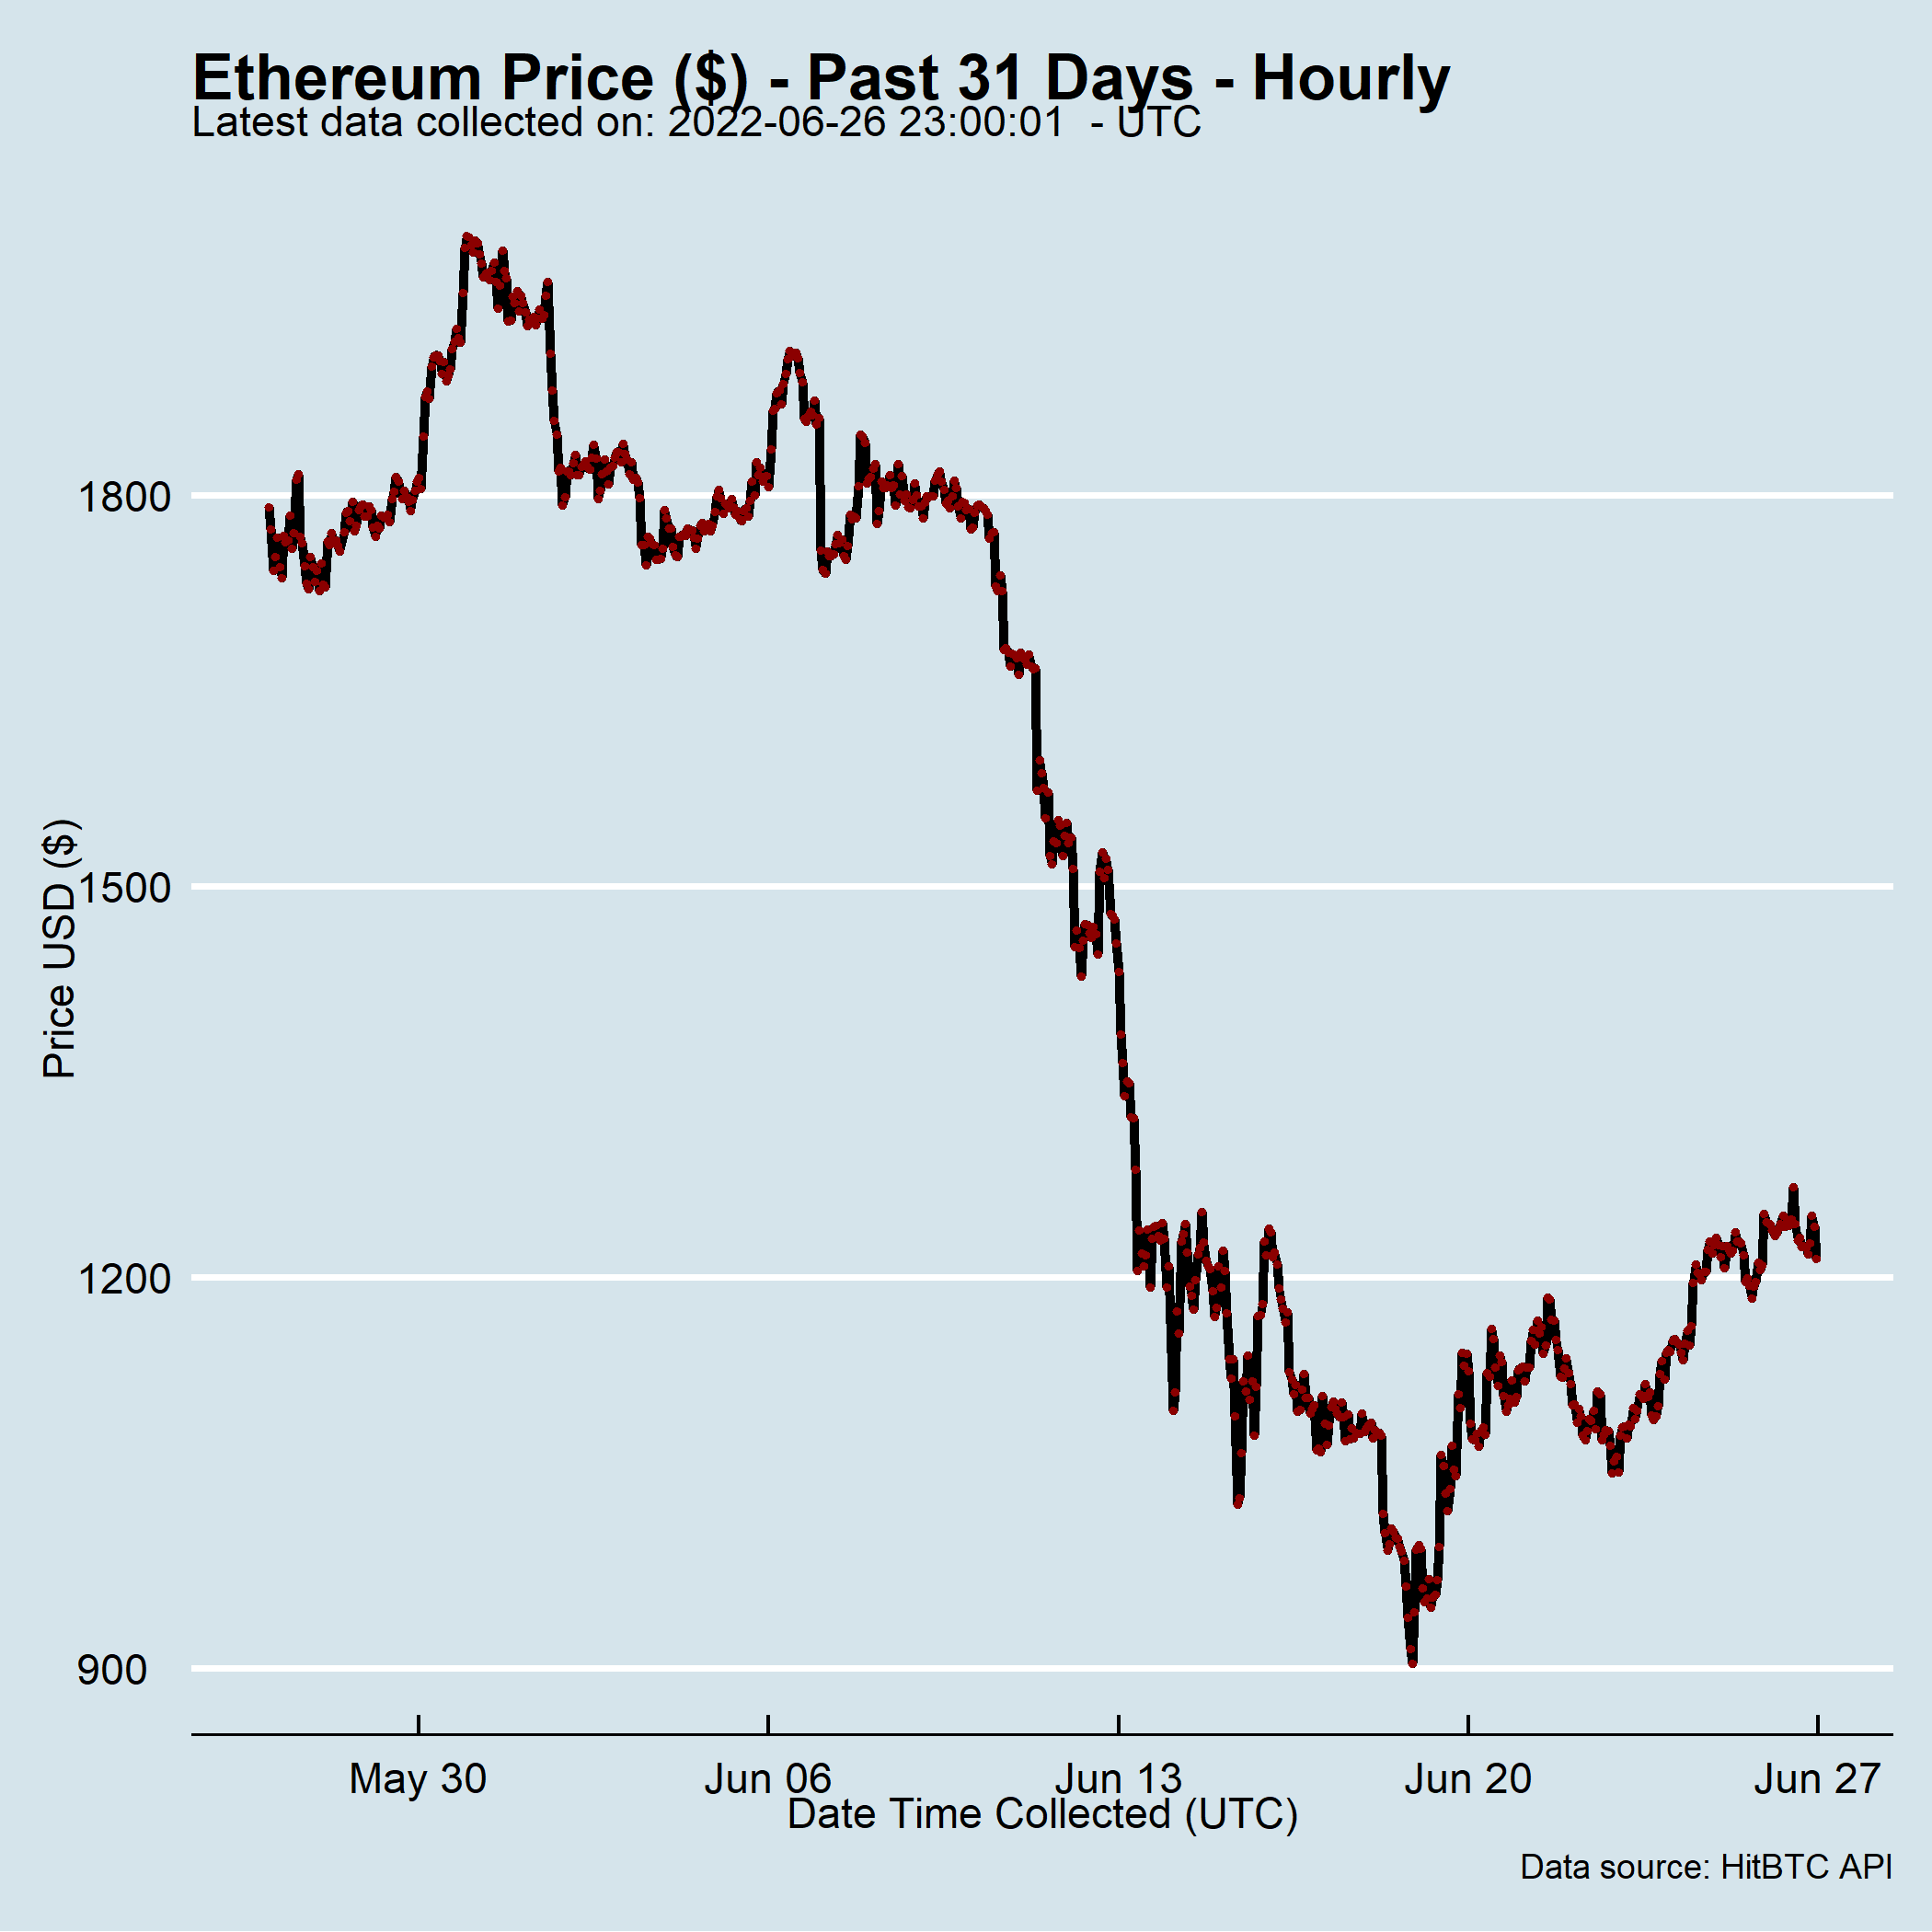 Ethereum Price ($) - Past 31 Days - Hourly
Latest data collected on: 2022-06-26 23:00:01  - UTC
1800
1500
1200
900
Price USD ($)
May 30
Jun 06
Jun 13
Jun 20
Jun 27
Date Time Collected (UTC)
Data source: HitBTC API